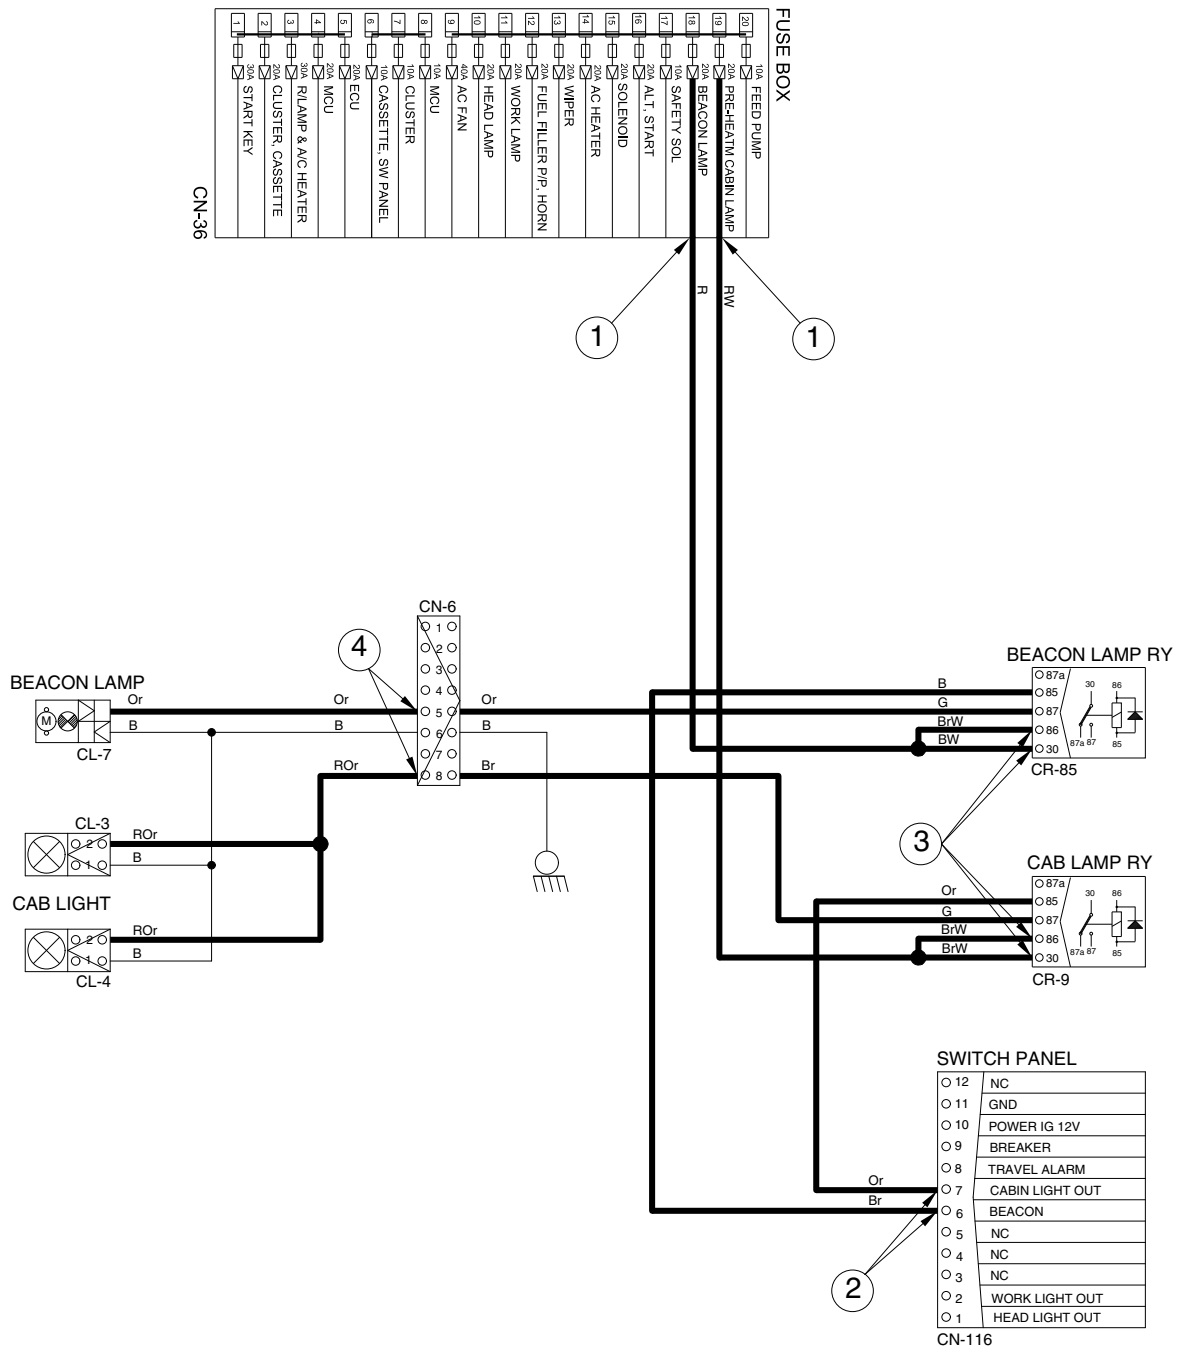 FUSE BOX
CN-36
1 30A START KEY
2 20A CLUSTER, CASSETTE
3 30A R/LAMP & A/C HEATER
4 20A MCU
5 20A ECU
6 10A CASSETTE, SW PANEL
7 10A CLUSTER
8 10A MCU
9 40A AC FAN
10 20A HEAD LAMP
11 20A WORK LAMP
12 20A FUEL FILLER P/P, HORN
13 20A WIPER
14 20A AC HEATER
15 20A SOLENOID
16 20A ALT, START
17 10A SAFETY SOL
18 20A BEACON LAMP
19 20A PRE-HEATM CABIN LAMP
20 10A FEED PUMP
R
RW
1
1
CN-6
1
2
3
4
5
6
7
8
4
BEACON LAMP
M
CL-7
Or
Or
Or
B
B
B
ROr
Br
CL-3
2
1
ROr
B
CAB LIGHT
2
1
ROr
B
CL-4
BEACON LAMP RY
87a
85
87
86
30
30
86
87a
87
85
B
G
BrW
BW
CR-85
3
CAB LAMP RY
87a
85
87
86
30
30
86
87a
87
85
Or
G
BrW
BrW
CR-9
SWITCH PANEL
12 NC
11 GND
10 POWER IG 12V
9 BREAKER
8 TRAVEL ALARM
7 CABIN LIGHT OUT
6 BEACON
5 NC
4 NC
3 NC
2 WORK LIGHT OUT
1 HEAD LIGHT OUT
CN-116
Or
Br
2